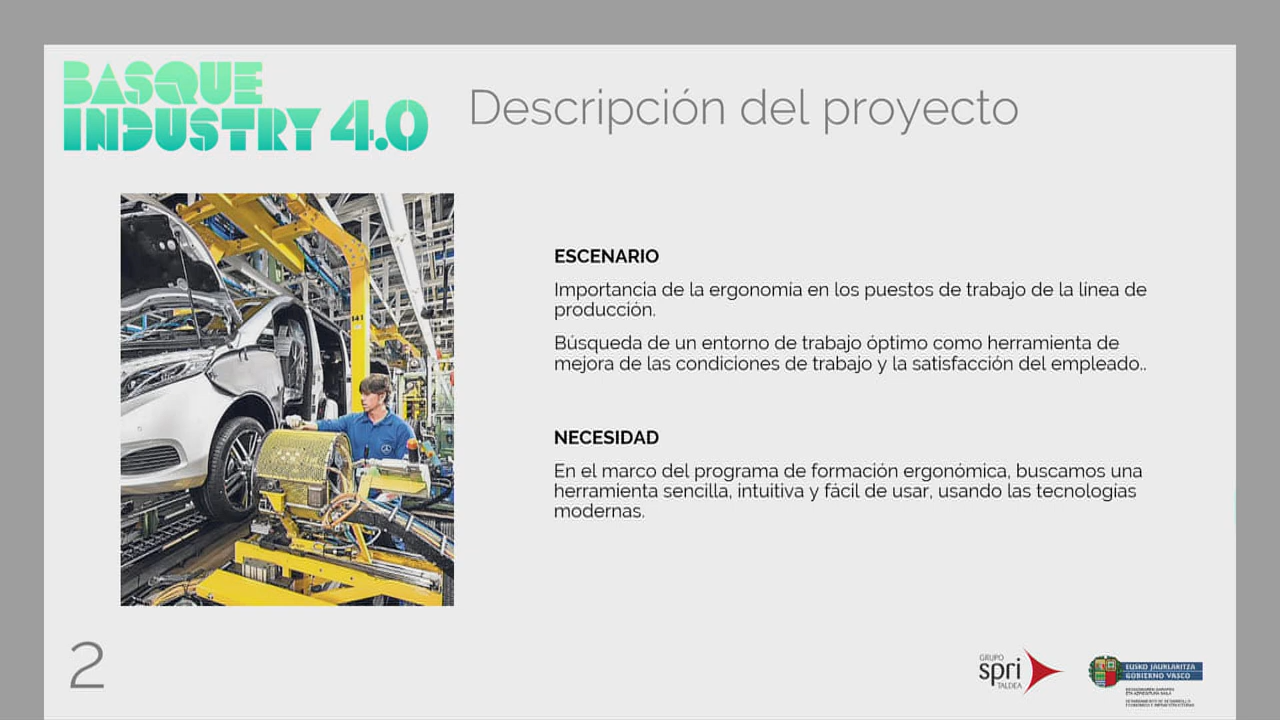 BASQUE
INDUSTRY 4.0
Descripción del proyecto
ESCENARIO
Importancia de la ergonomía en los puestos de trabajo de la línea de
producción.
Búsqueda de un entorno de trabajo óptimo como herramienta de
mejora de las condiciones de trabajo y la satisfacción del empleado..
NECESIDAD
En el marco del programa de formación ergonómica, buscamos una
herramienta sencilla, intuitiva y fácil de usar, usando las tecnologías
modernas.
2
GRUPO
spri
TALDEA
EUSKO JAURLARITZA
GOBIERNO VASCO